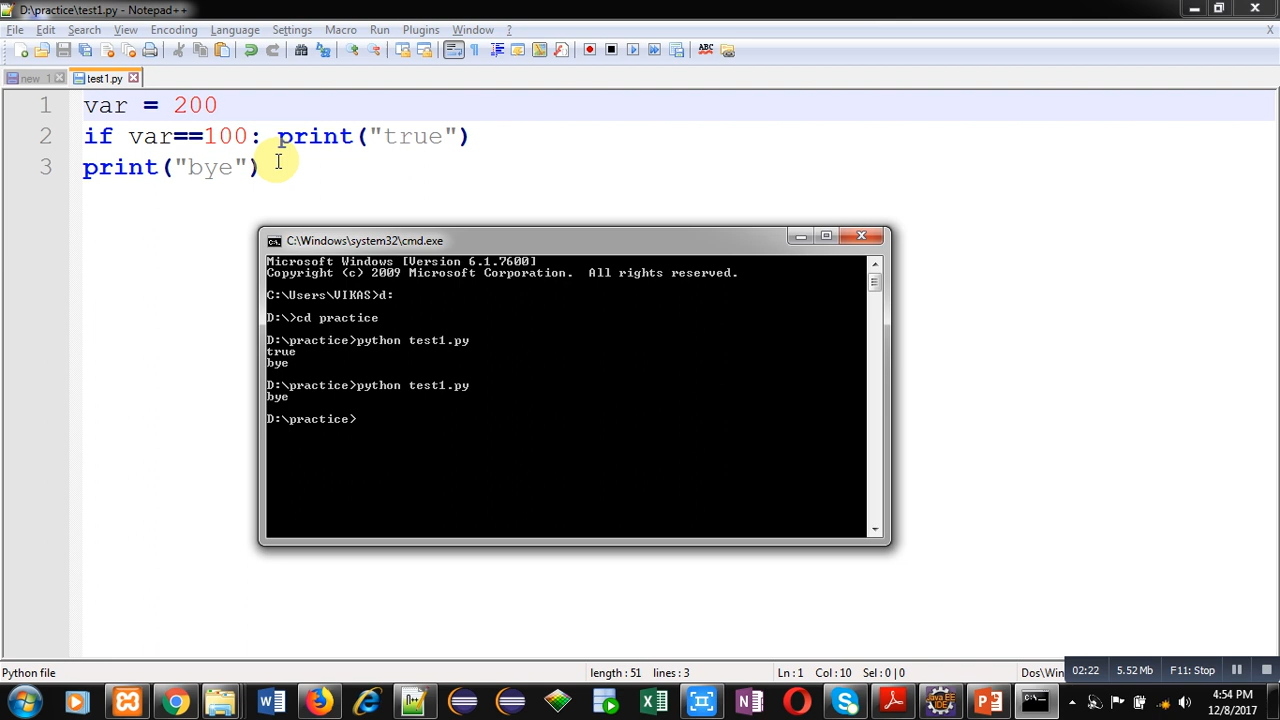 D:\practice\test1.py - Notepad++
File Edit Search View Encoding Language Settings Macro Run Plugins Window ? X
new 1 test1.py
1 var = 200
2 if var==100: print("true")
3 print("bye")
C:\Windows\system32\cmd.exe
Microsoft Windows [Version 6.1.7600]
Copyright (c) 2009 Microsoft Corporation. All rights reserved.
C:\Users\VIKAS>d:
D:\>cd practice
D:\practice>python test1.py
true
bye
D:\practice>python test1.py
bye
D:\practice>
Python file length : 51 lines : 3 Ln : 1 Col : 10 Sel : 0 | 0 Dos\Win
02:22 5.52 Mb F11: Stop
4:54 PM
12/8/2017